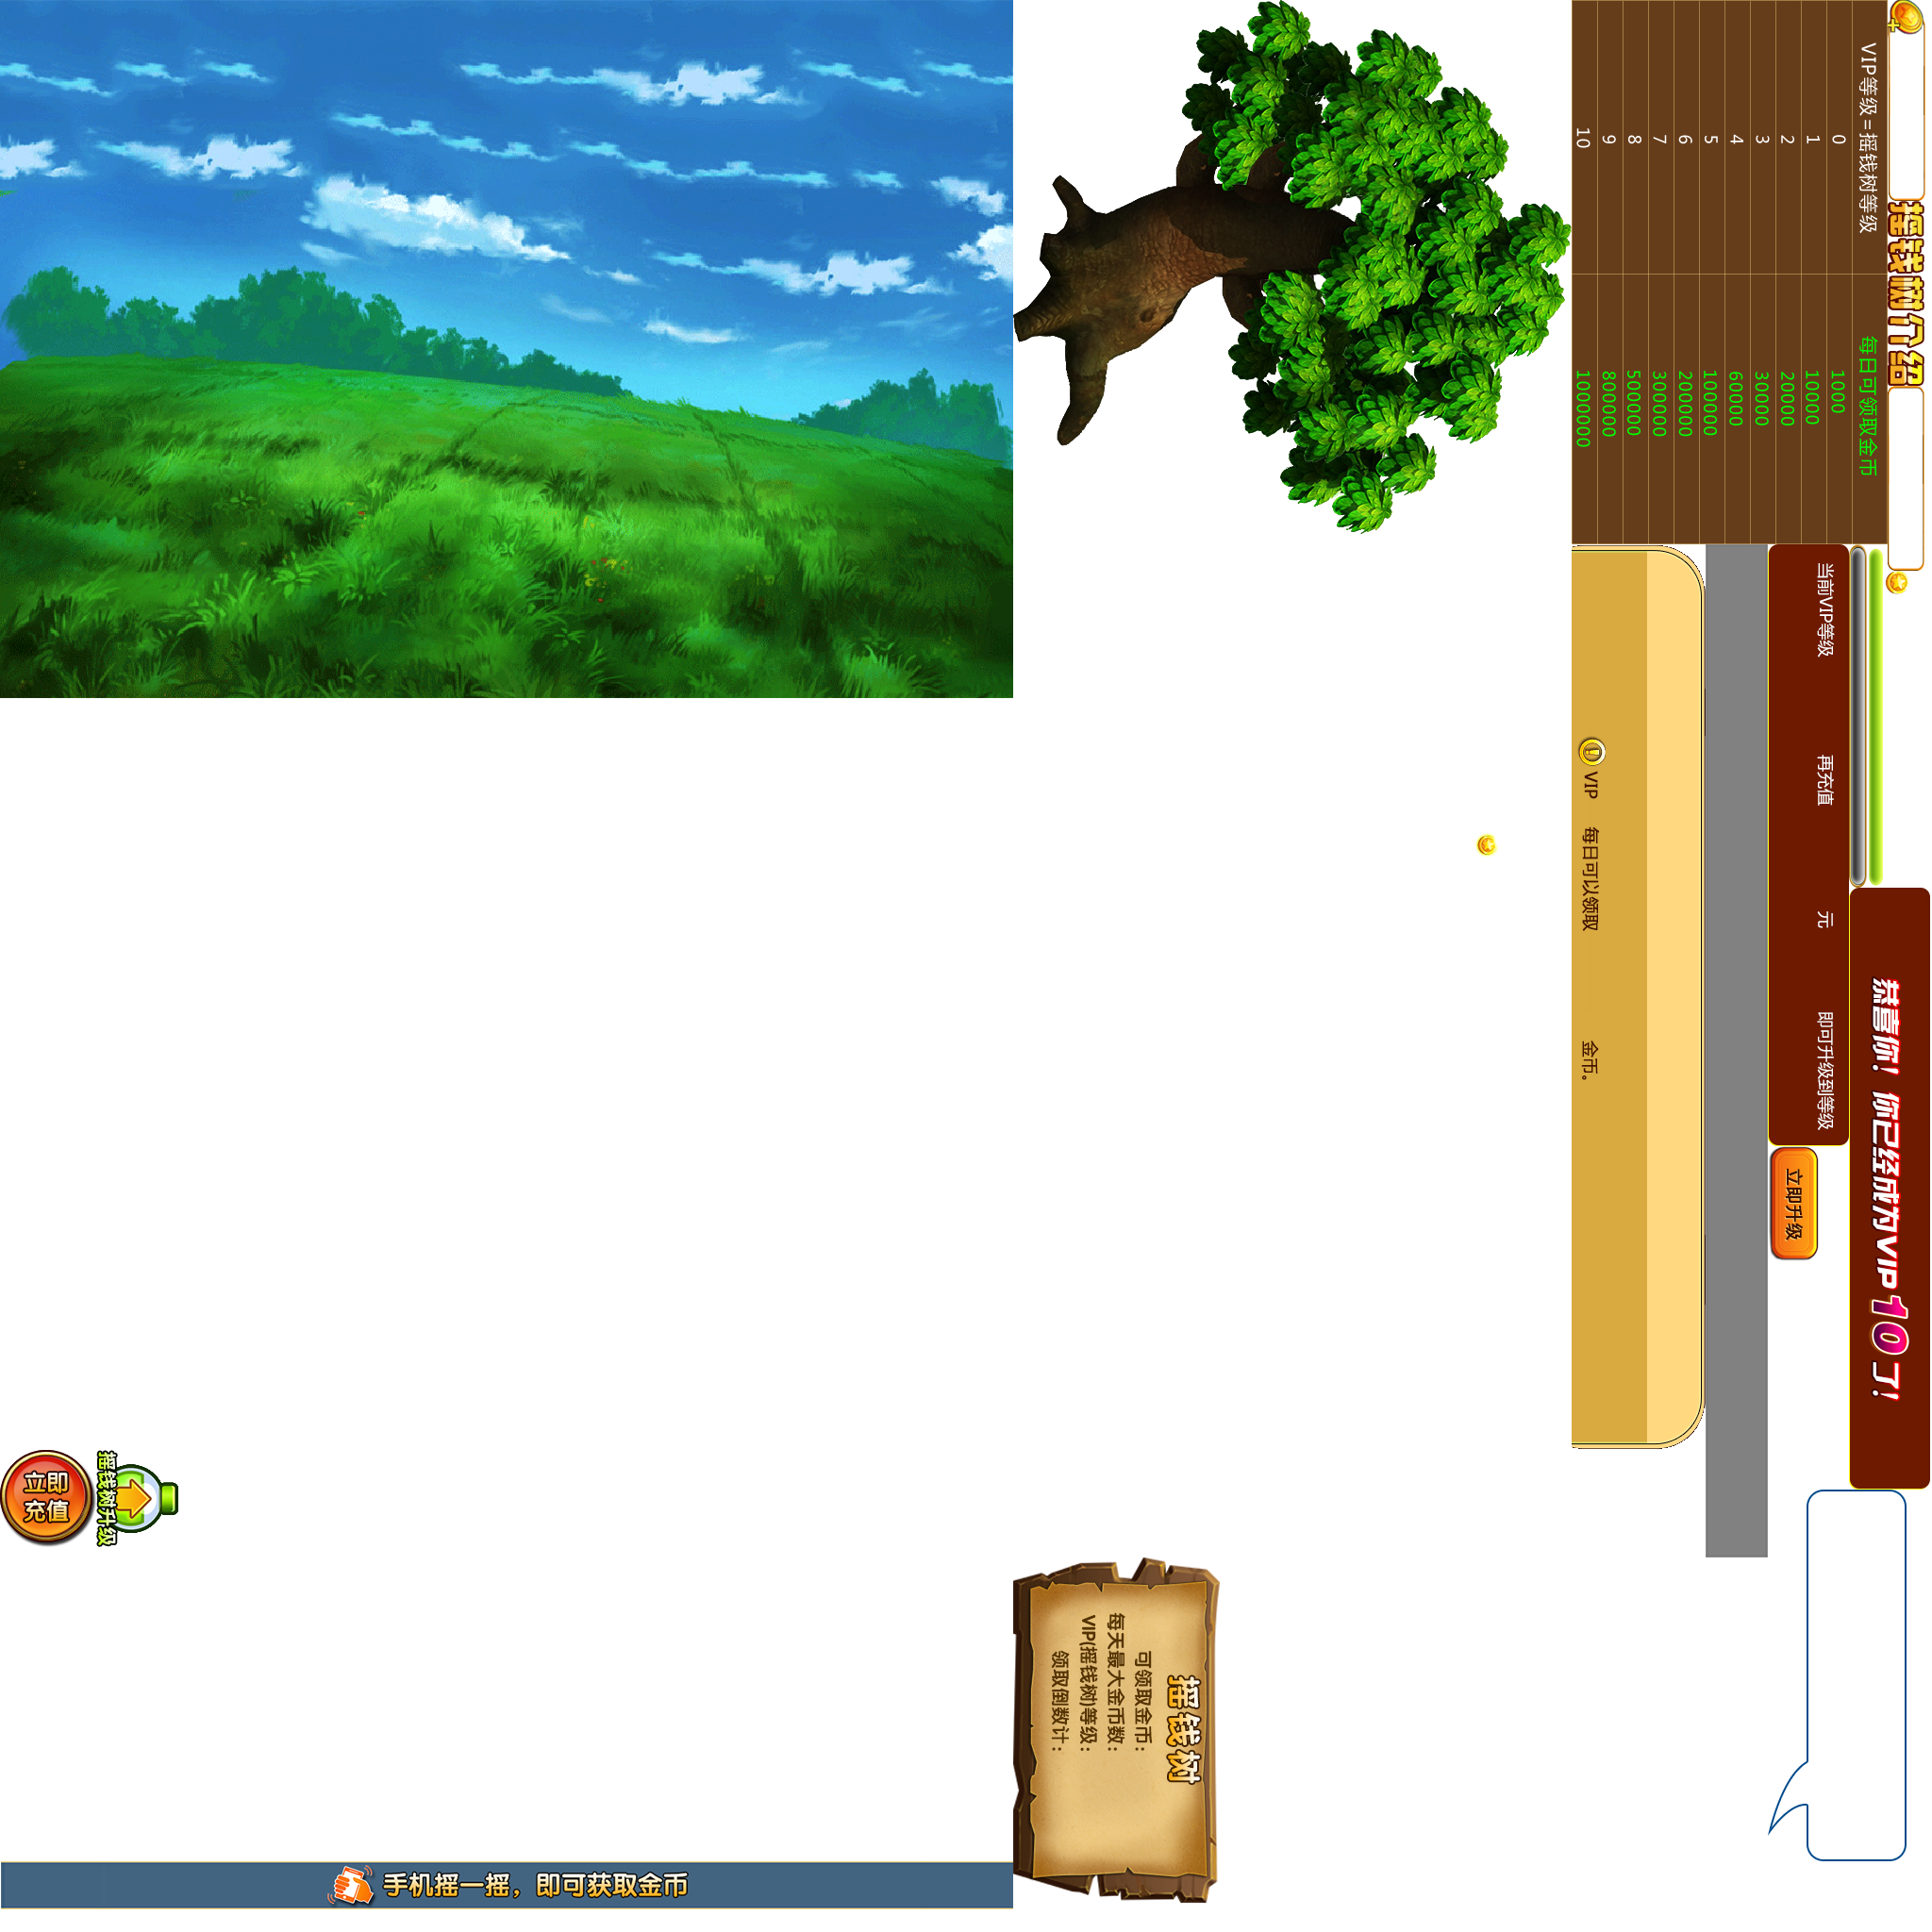 摇钱树介绍
VIP等级=摇钱树等级 每日可领取金币
0 1000
1 10000
2 20000
3 30000
4 60000
5 100000
6 200000
7 300000
8 500000
9 800000
10 1000000
当前VIP等级 再充值 元 即可升级到等级
立即升级
恭喜你！你已经成为VIP10了！
VIP 每日可以领取 金币。
立即
充值
摇钱树升级
摇钱树
可领取金币：
每天最大金币数：
VIP(摇钱树)等级：
领取倒数计：
手机摇一摇，即可获取金币